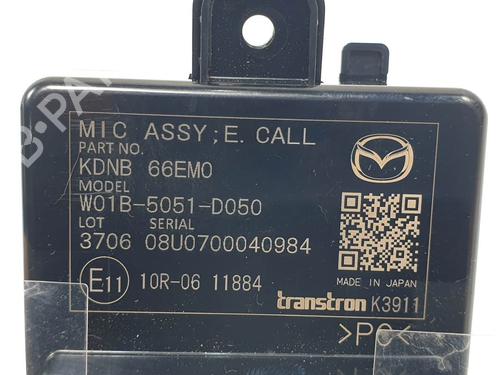 MIC ASSY;E. CALL
PART NO.
KDNB 66EM0
MODEL
W01B-5051-D050
LOT SERIAL
3706 08U0700040984
E11 10R-06 11884
MADE IN JAPAN
transtron K3911
>PC<
B-PARTS